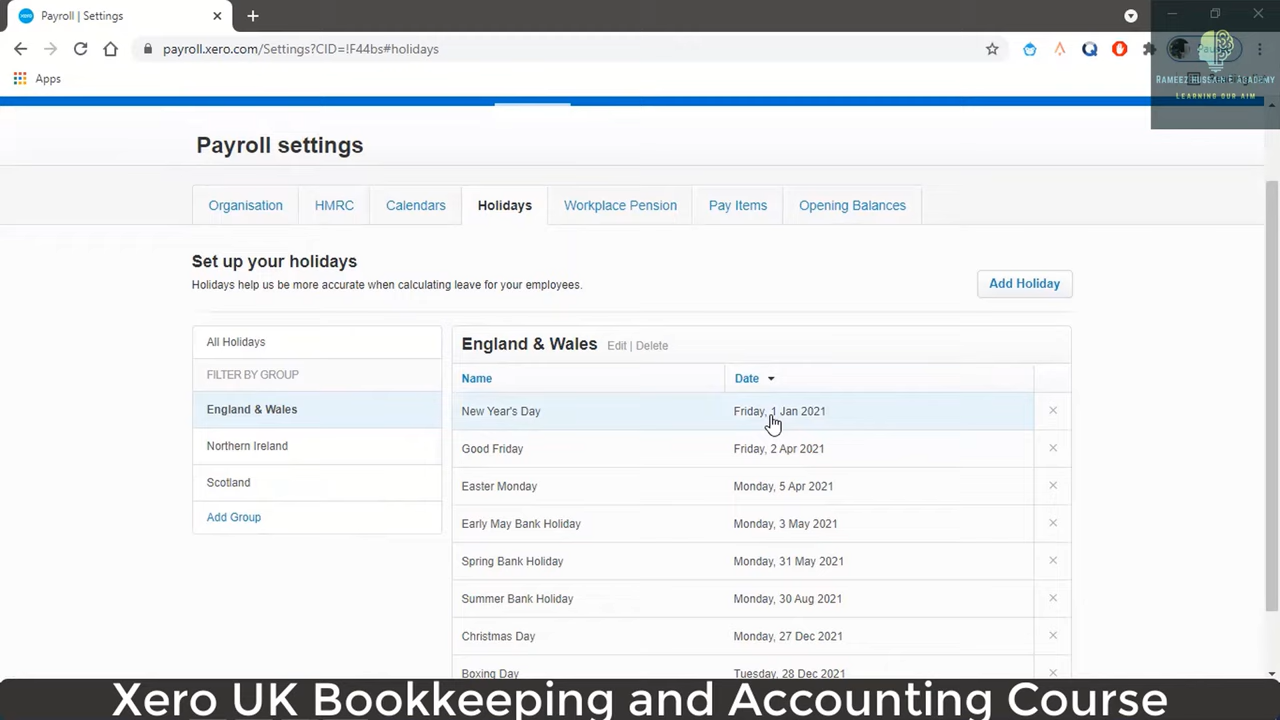 Payroll | Settings
payroll.xero.com/Settings?CID=!F44bs#holidays
Apps
RAMEEZ HUSSAIN E ACADEMY
LEARNING OUR AIM
Payroll settings
Organisation
HMRC
Calendars
Holidays
Workplace Pension
Pay Items
Opening Balances
Set up your holidays
Holidays help us be more accurate when calculating leave for your employees.
Add Holiday
All Holidays
FILTER BY GROUP
England & Wales
Northern Ireland
Scotland
Add Group
England & Wales Edit | Delete
Name Date
New Year's Day Friday, 1 Jan 2021
Good Friday Friday, 2 Apr 2021
Easter Monday Monday, 5 Apr 2021
Early May Bank Holiday Monday, 3 May 2021
Spring Bank Holiday Monday, 31 May 2021
Summer Bank Holiday Monday, 30 Aug 2021
Christmas Day Monday, 27 Dec 2021
Boxing Day Tuesday, 28 Dec 2021
Xero UK Bookkeeping and Accounting Course